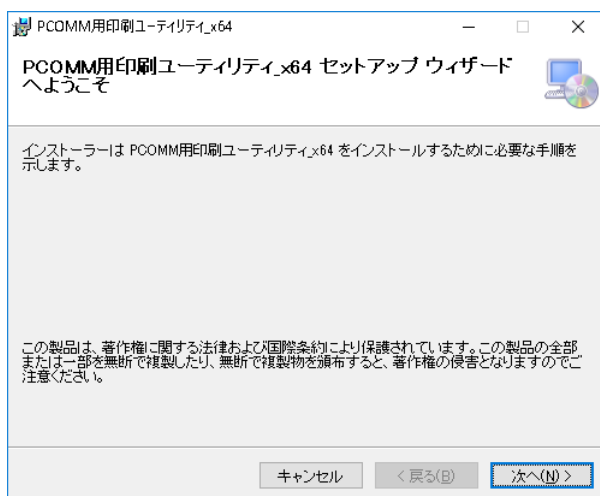 PCOMM用印刷ユーティリティ_x64
PCOMM用印刷ユーティリティ_x64 セットアップ ウィザード
へようこそ
インストーラーは PCOMM用印刷ユーティリティ_x64 をインストールするために必要な手順を
示します。
この製品は、著作権に関する法律および国際条約により保護されています。この製品の全部
または一部を無断で複製したり、無断で複製物を頒布すると、著作権の侵害となりますのでご
注意ください。
キャンセル
< 戻る(B)
次へ(N) >